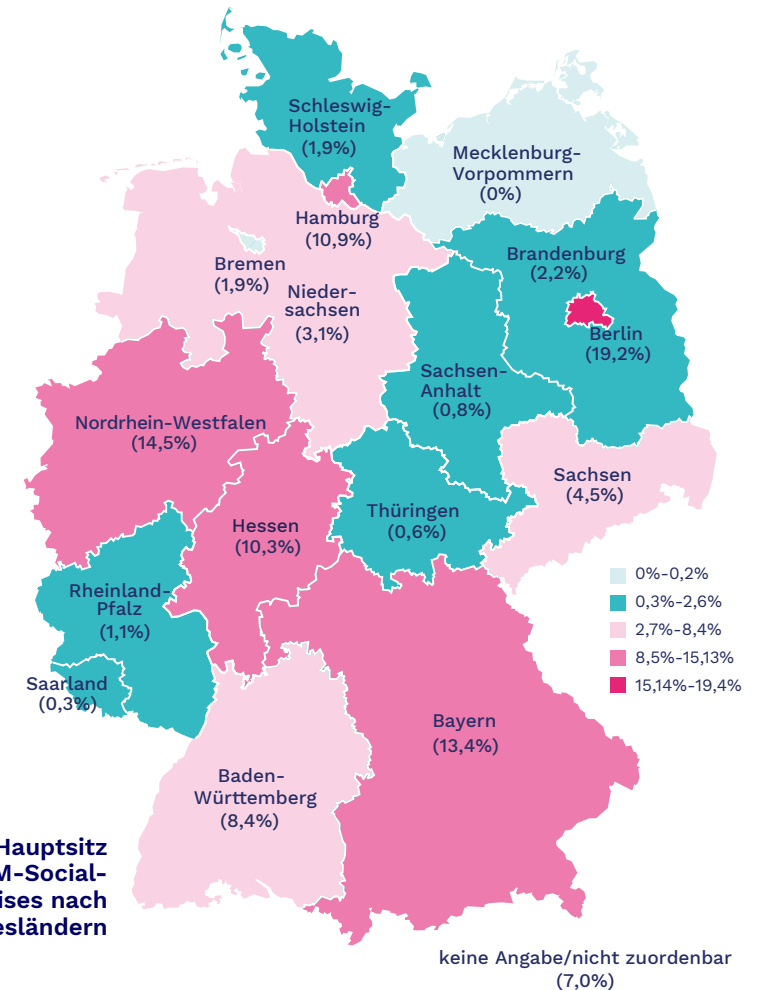 Schleswig-
Holstein
(1,9%)
Mecklenburg-
Vorpommern
(0%)
Hamburg
(10,9%)
Bremen
(1,9%)
Nieder-
sachsen
(3,1%)
Brandenburg
(2,2%)
Berlin
(19,2%)
Sachsen-
Anhalt
(0,8%)
Nordrhein-Westfalen
(14,5%)
Sachsen
(4,5%)
Hessen
(10,3%)
Thüringen
(0,6%)
Rheinland-
Pfalz
(1,1%)
Saarland
(0,3%)
0%-0,2%
0,3%-2,6%
2,7%-8,4%
8,5%-15,13%
15,14%-19,4%
Bayern
(13,4%)
Baden-
Württemberg
(8,4%)
Hauptsitz
M-Social-
ises nach
esländern
keine Angabe/nicht zuordenbar
(7,0%)